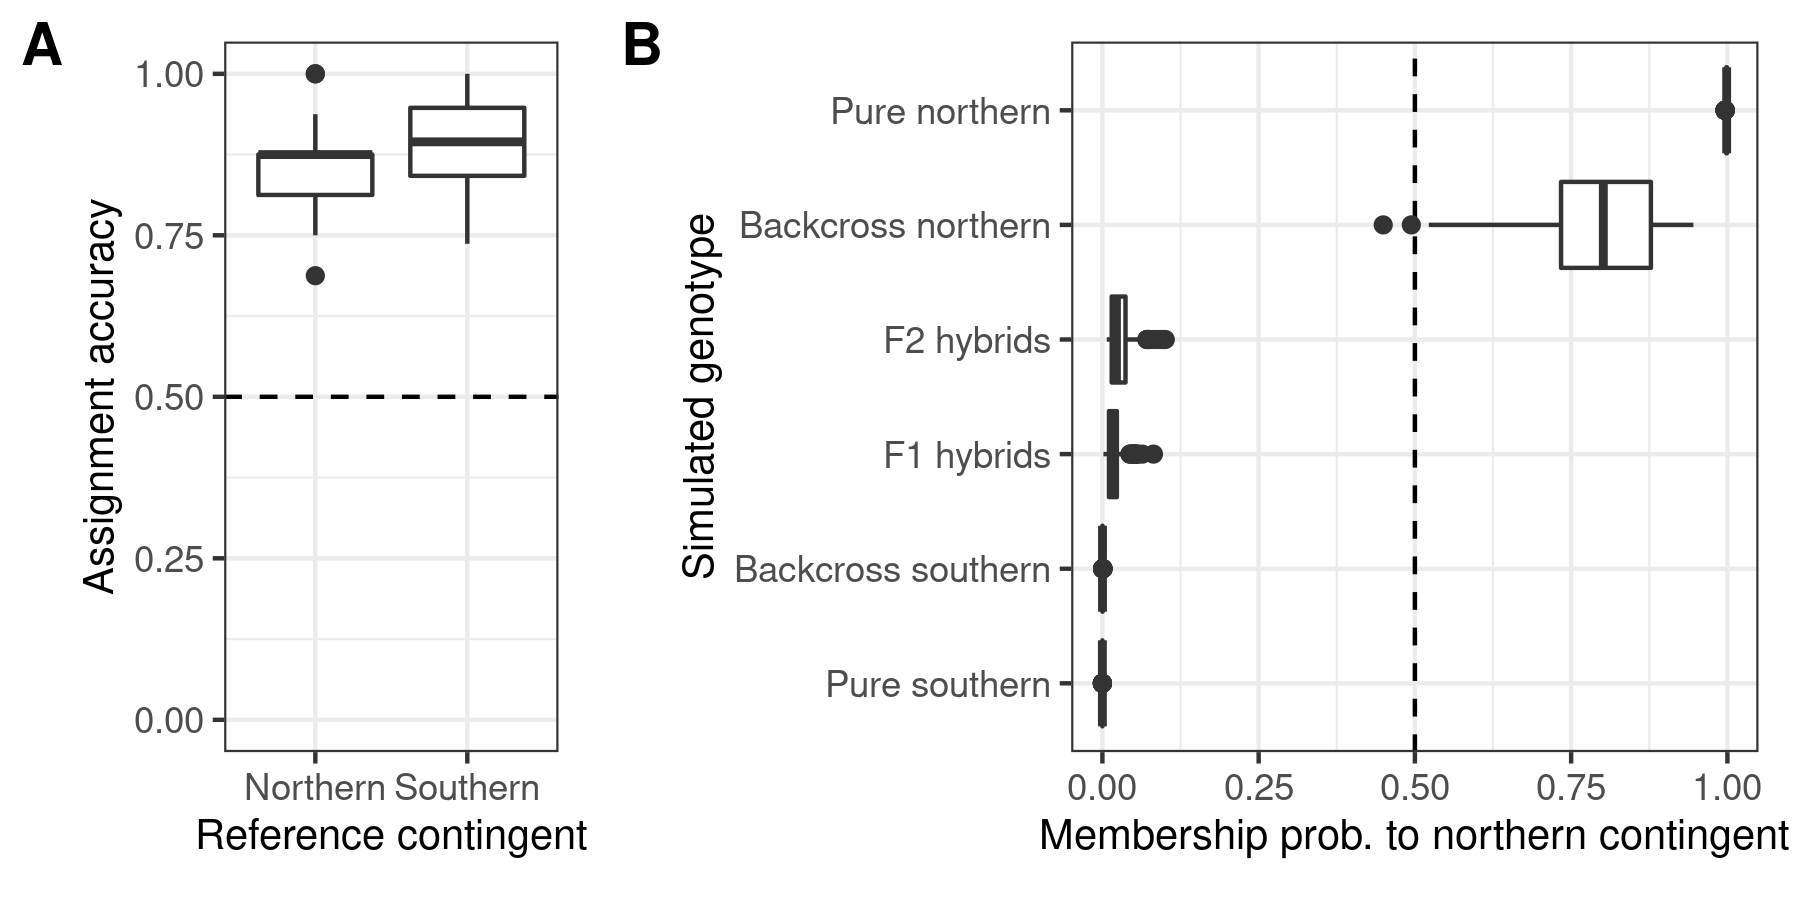 A
Assignment accuracy
1.00
0.75
0.50
0.25
0.00
Northern
Southern
Reference contingent
B
Simulated genotype
Pure northern
Backcross northern
F2 hybrids
F1 hybrids
Backcross southern
Pure southern
0.00
0.25
0.50
0.75
1.00
Membership prob. to northern contingent